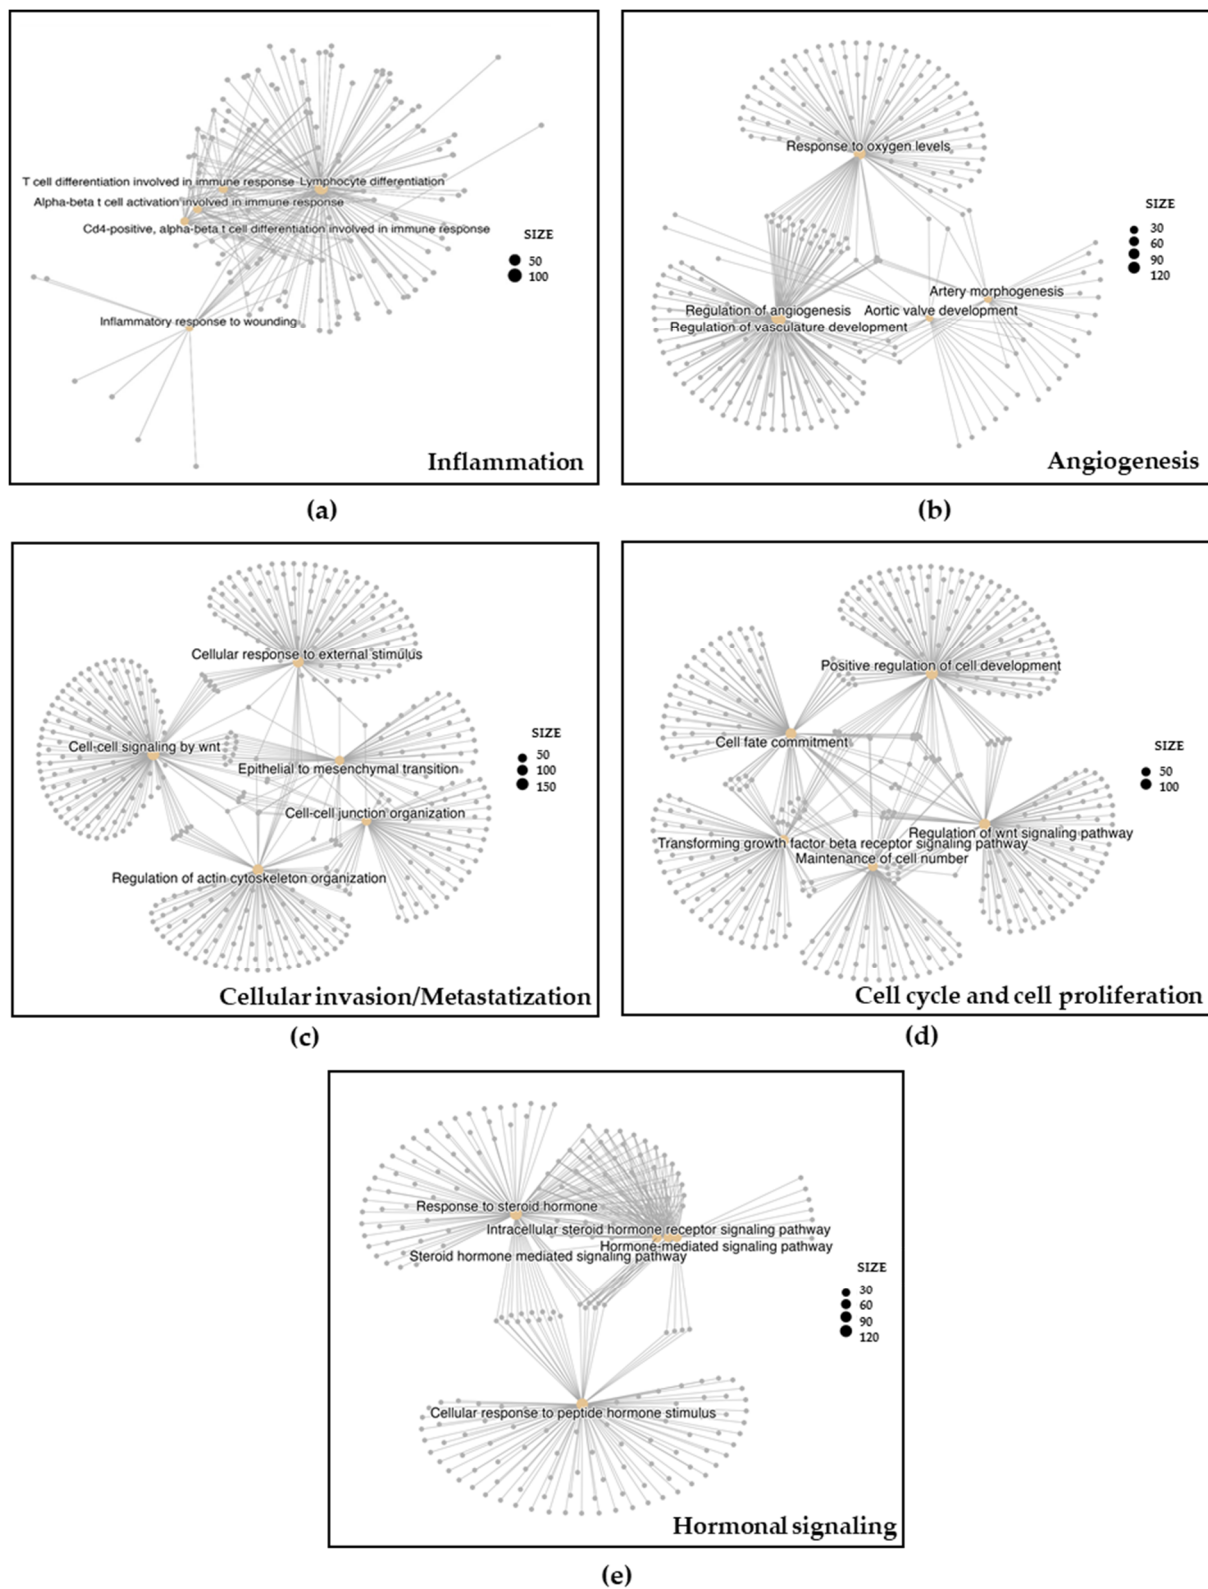 T cell differentiation involved in immune response Lymphocyte differentiation
Alpha-beta t cell activation involved in immune response
Cd4-positive, alpha-beta t cell differentiation involved in immune response
Inflammatory response to wounding
SIZE
50
100
Inflammation
(a)
Response to oxygen levels
Artery morphogenesis
Regulation of angiogenesis Aortic valve development
Regulation of vasculature development
SIZE
30
60
90
120
Angiogenesis
(b)
Cellular response to external stimulus
Cell-cell signaling by wnt
Epithelial to mesenchymal transition
Cell-cell junction organization
Regulation of actin cytoskeleton organization
SIZE
50
100
150
Cellular invasion/Metastatization
(c)
Positive regulation of cell development
Cell fate commitment
Regulation of wnt signaling pathway
Transforming growth factor beta receptor signaling pathway
Maintenance of cell number
SIZE
50
100
Cell cycle and cell proliferation
(d)
Response to steroid hormone
Intracellular steroid hormone receptor signaling pathway
Hormone-mediated signaling pathway
Steroid hormone mediated signaling pathway
Cellular response to peptide hormone stimulus
SIZE
30
60
90
120
Hormonal signaling
(e)